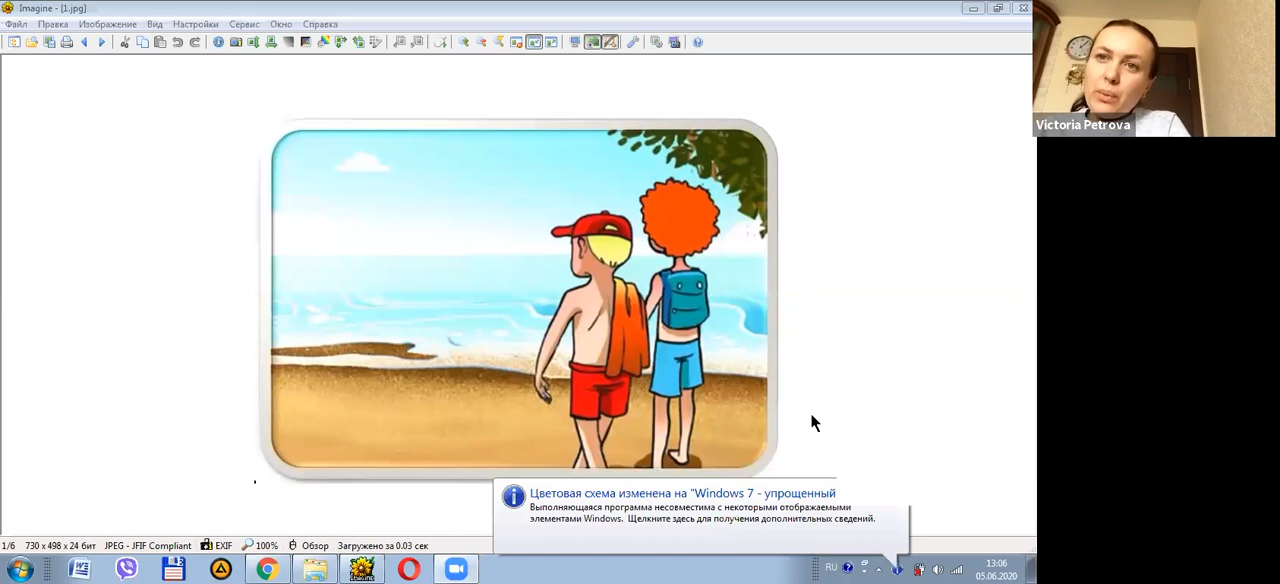 Imagine - [1.jpg]
Файл Правка Изображение Вид Настройки Сервис Окно Справка
Victoria Petrova
Цветовая схема изменена на "Windows 7 - упрощенный
Выполняющаяся программа несовместима с некоторыми отображаемыми
элементами Windows. Щелкните здесь для получения дополнительных сведений.
1/6 730 x 498 x 24 бит JPEG - JFIF Compliant EXIF 100% Обзор Загружено за 0.03 сек
RU
13:06
05.06.2020